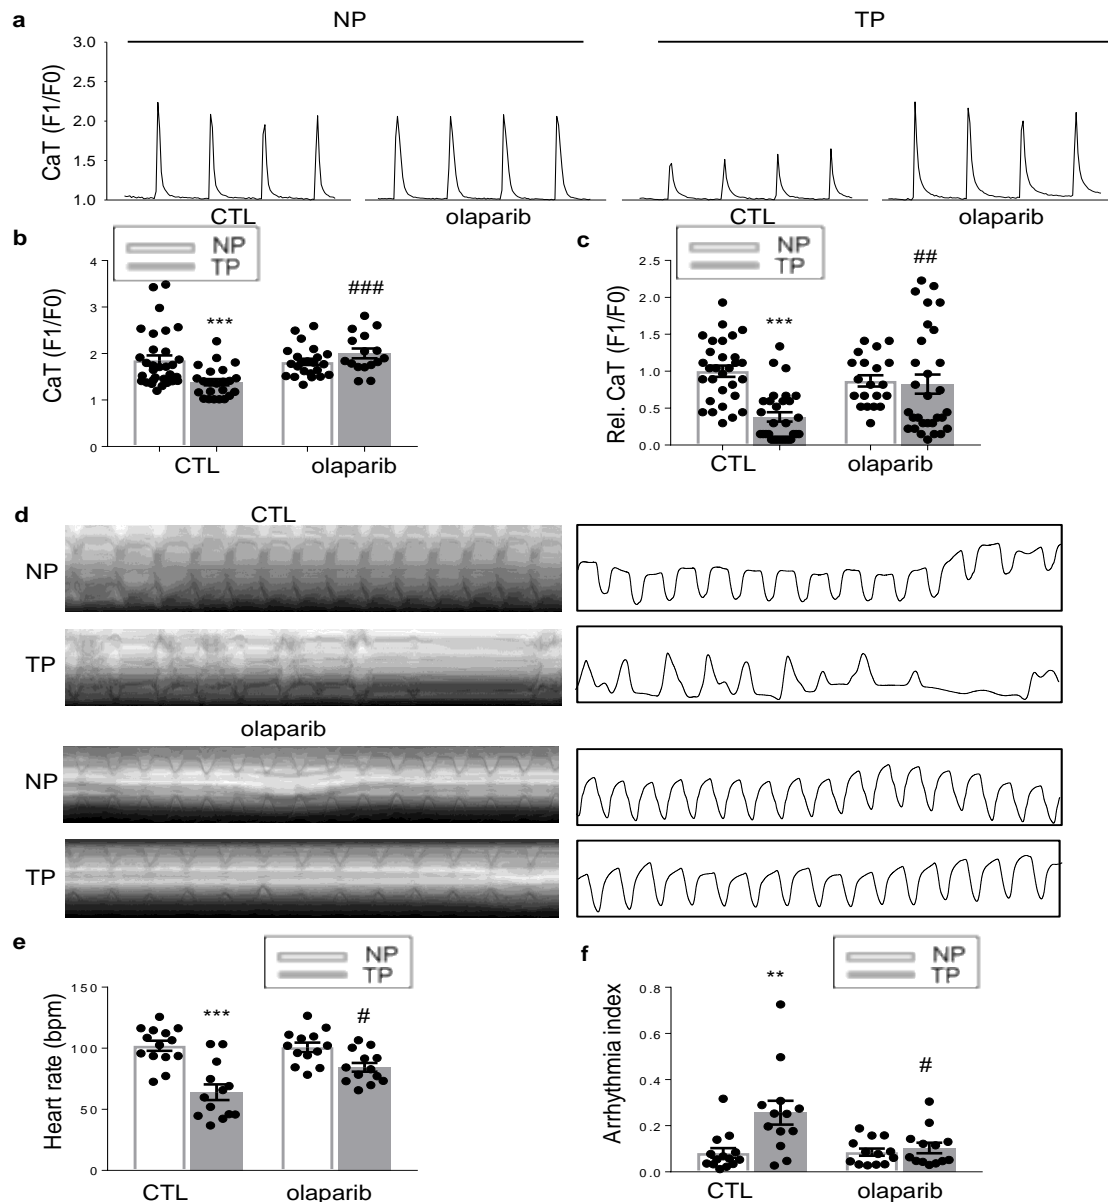 a
NP
TP
CaT (F1/F0)
3.0
2.5
2.0
1.5
1.0
CTL
olaparib
CTL
olaparib
b
NP
TP
CaT (F1/F0)
4
3
2
1
0
***
###
CTL
olaparib
c
NP
TP
Rel. CaT (F1/F0)
2.5
2.0
1.5
1.0
0.5
0.0
***
##
CTL
olaparib
d
CTL
NP
TP
olaparib
NP
TP
e
NP
TP
Heart rate (bpm)
150
100
50
0
***
#
CTL
olaparib
f
NP
TP
Arrhythmia index
0.8
0.6
0.4
0.2
0.0
**
#
CTL
olaparib